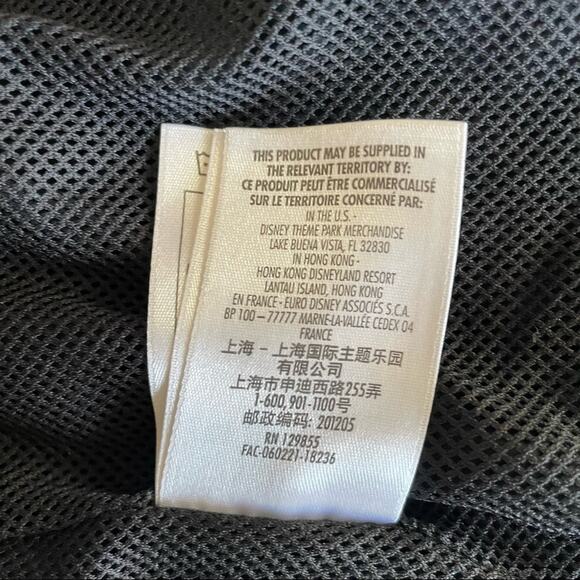 THIS PRODUCT MAY BE SUPPLIED IN
THE RELEVANT TERRITORY BY:
CE PRODUIT PEUT ÊTRE COMMERCIALISÉ
SUR LE TERRITOIRE CONCERNÉ PAR:
IN THE U.S. -
DISNEY THEME PARK MERCHANDISE
LAKE BUENA VISTA, FL 32830
IN HONG KONG -
HONG KONG DISNEYLAND RESORT
LANTAU ISLAND, HONG KONG
EN FRANCE - EURO DISNEY ASSOCIÉS S.C.A.
BP 100 – 77777 MARNE-LA-VALLÉE CEDEX 04
FRANCE
上海 – 上海国际主题乐园
有限公司
上海市申迪西路255弄
1-600, 901-1100号
邮政编码: 201205
RN 129855
FAC-060221-18236